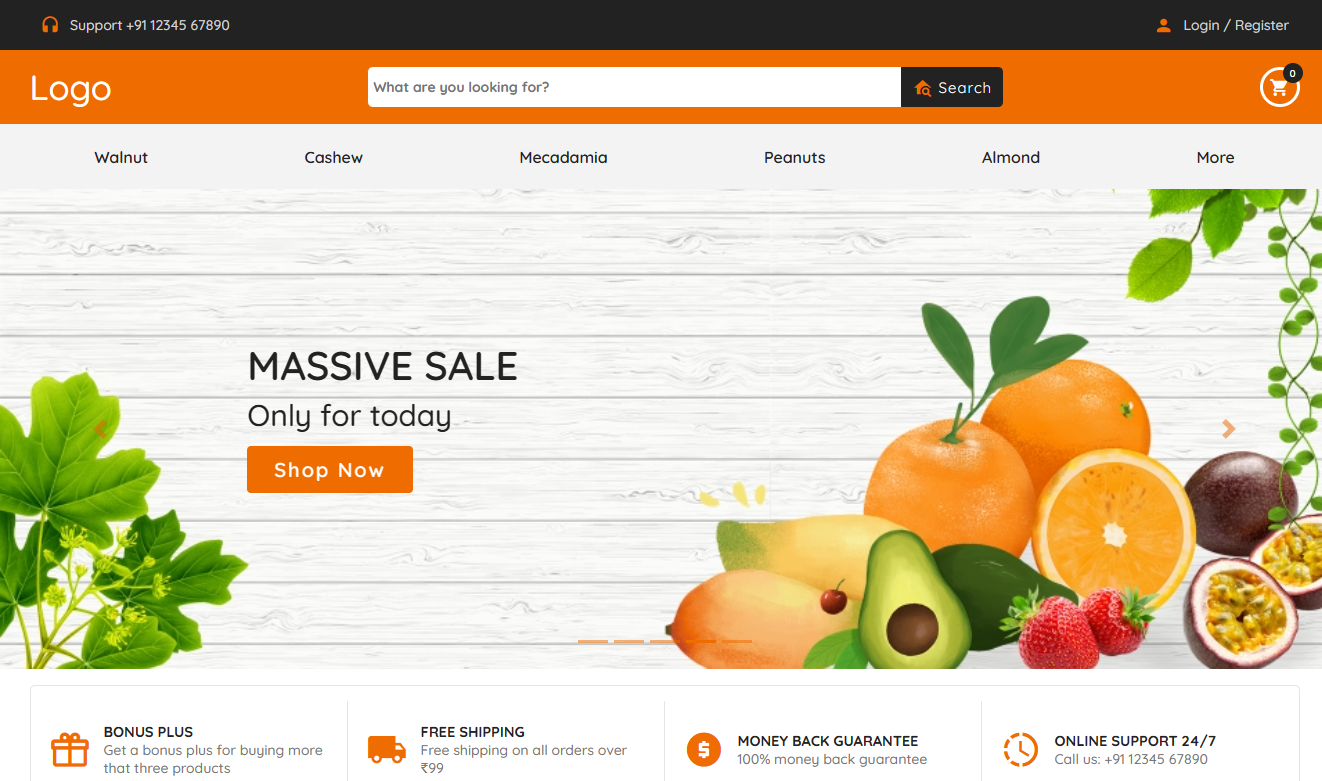 Support +91 12345 67890
Login / Register
Logo
What are you looking for?
Search
0
Walnut
Cashew
Mecadamia
Peanuts
Almond
More
MASSIVE SALE
Only for today
Shop Now
BONUS PLUS
Get a bonus plus for buying more
that three products
FREE SHIPPING
Free shipping on all orders over
₹99
MONEY BACK GUARANTEE
100% money back guarantee
ONLINE SUPPORT 24/7
Call us: +91 12345 67890